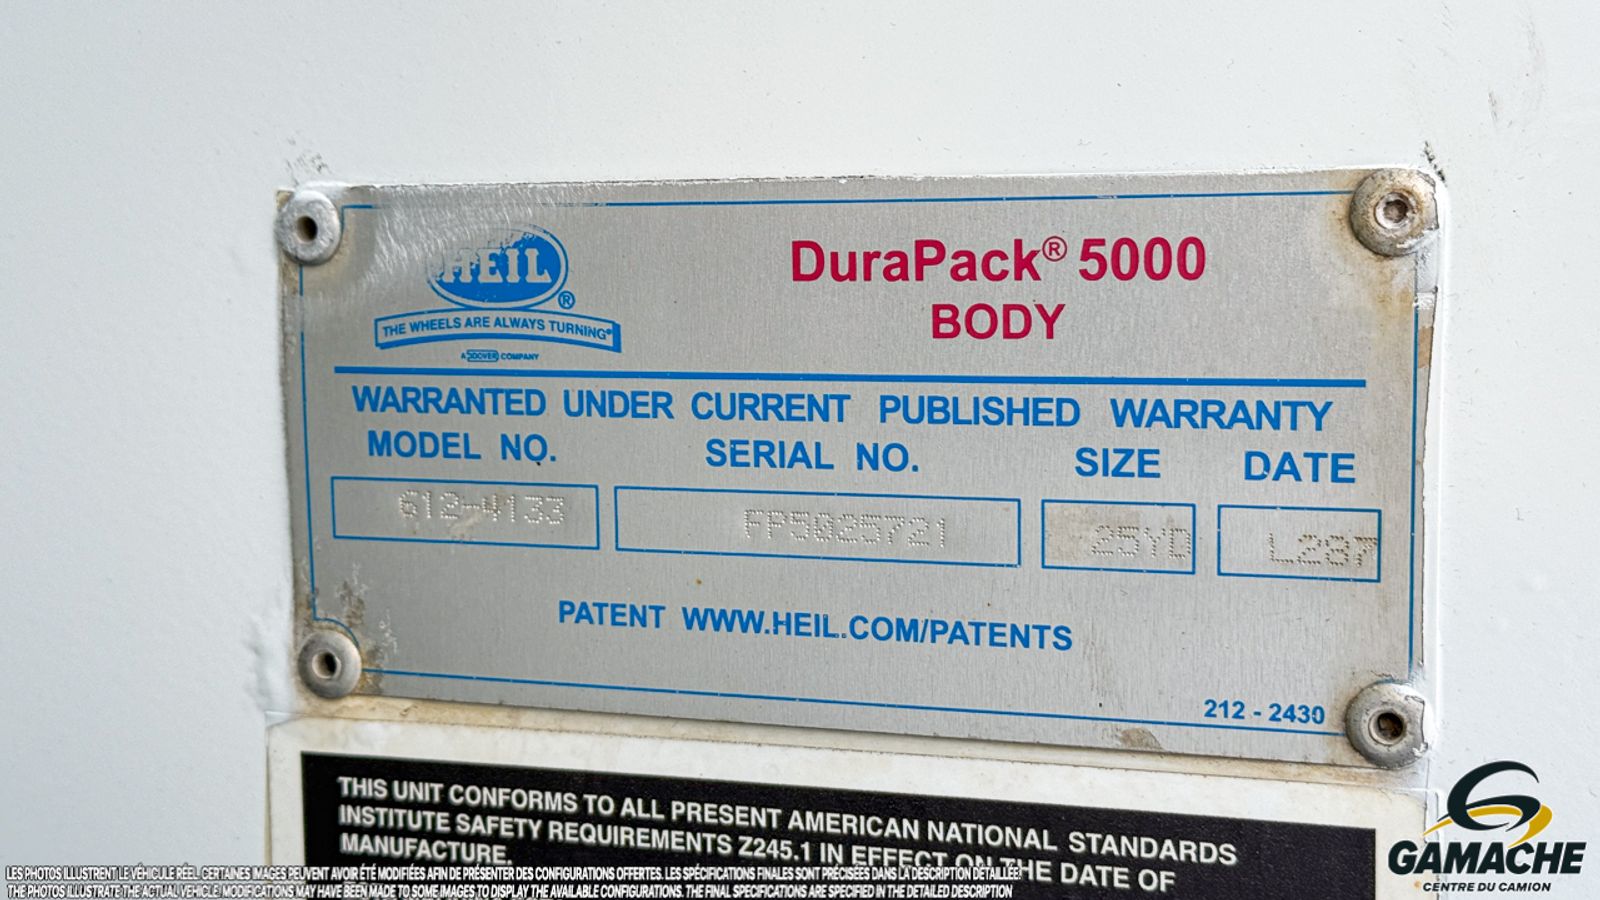 HEIL®
THE WHEELS ARE ALWAYS TURNING®
A DOVER COMPANY
DuraPack® 5000
BODY
WARRANTED UNDER CURRENT PUBLISHED WARRANTY
MODEL NO. SERIAL NO. SIZE DATE
612-4133 FP5025721 25YD L287
PATENT WWW.HEIL.COM/PATENTS
212 - 2430
THIS UNIT CONFORMS TO ALL PRESENT AMERICAN NATIONAL STANDARDS
INSTITUTE SAFETY REQUIREMENTS Z245.1 IN EFFECT ON THE DATE OF
MANUFACTURE.
LES PHOTOS ILLUSTRENT LE VÉHICULE RÉEL. CERTAINES IMAGES PEUVENT AVOIR ÉTÉ MODIFIÉES AFIN DE PRÉSENTER DES CONFIGURATIONS OFFERTES. LES SPÉCIFICATIONS FINALES SONT PRÉCISÉES DANS LA DESCRIPTION DÉTAILLÉE.
THE PHOTOS ILLUSTRATE THE ACTUAL VEHICLE. MODIFICATIONS MAY HAVE BEEN MADE TO SOME IMAGES TO DISPLAY THE AVAILABLE CONFIGURATIONS. THE FINAL SPECIFICATIONS ARE SPECIFIED IN THE DETAILED DESCRIPTION
GAMACHE
CENTRE DU CAMION